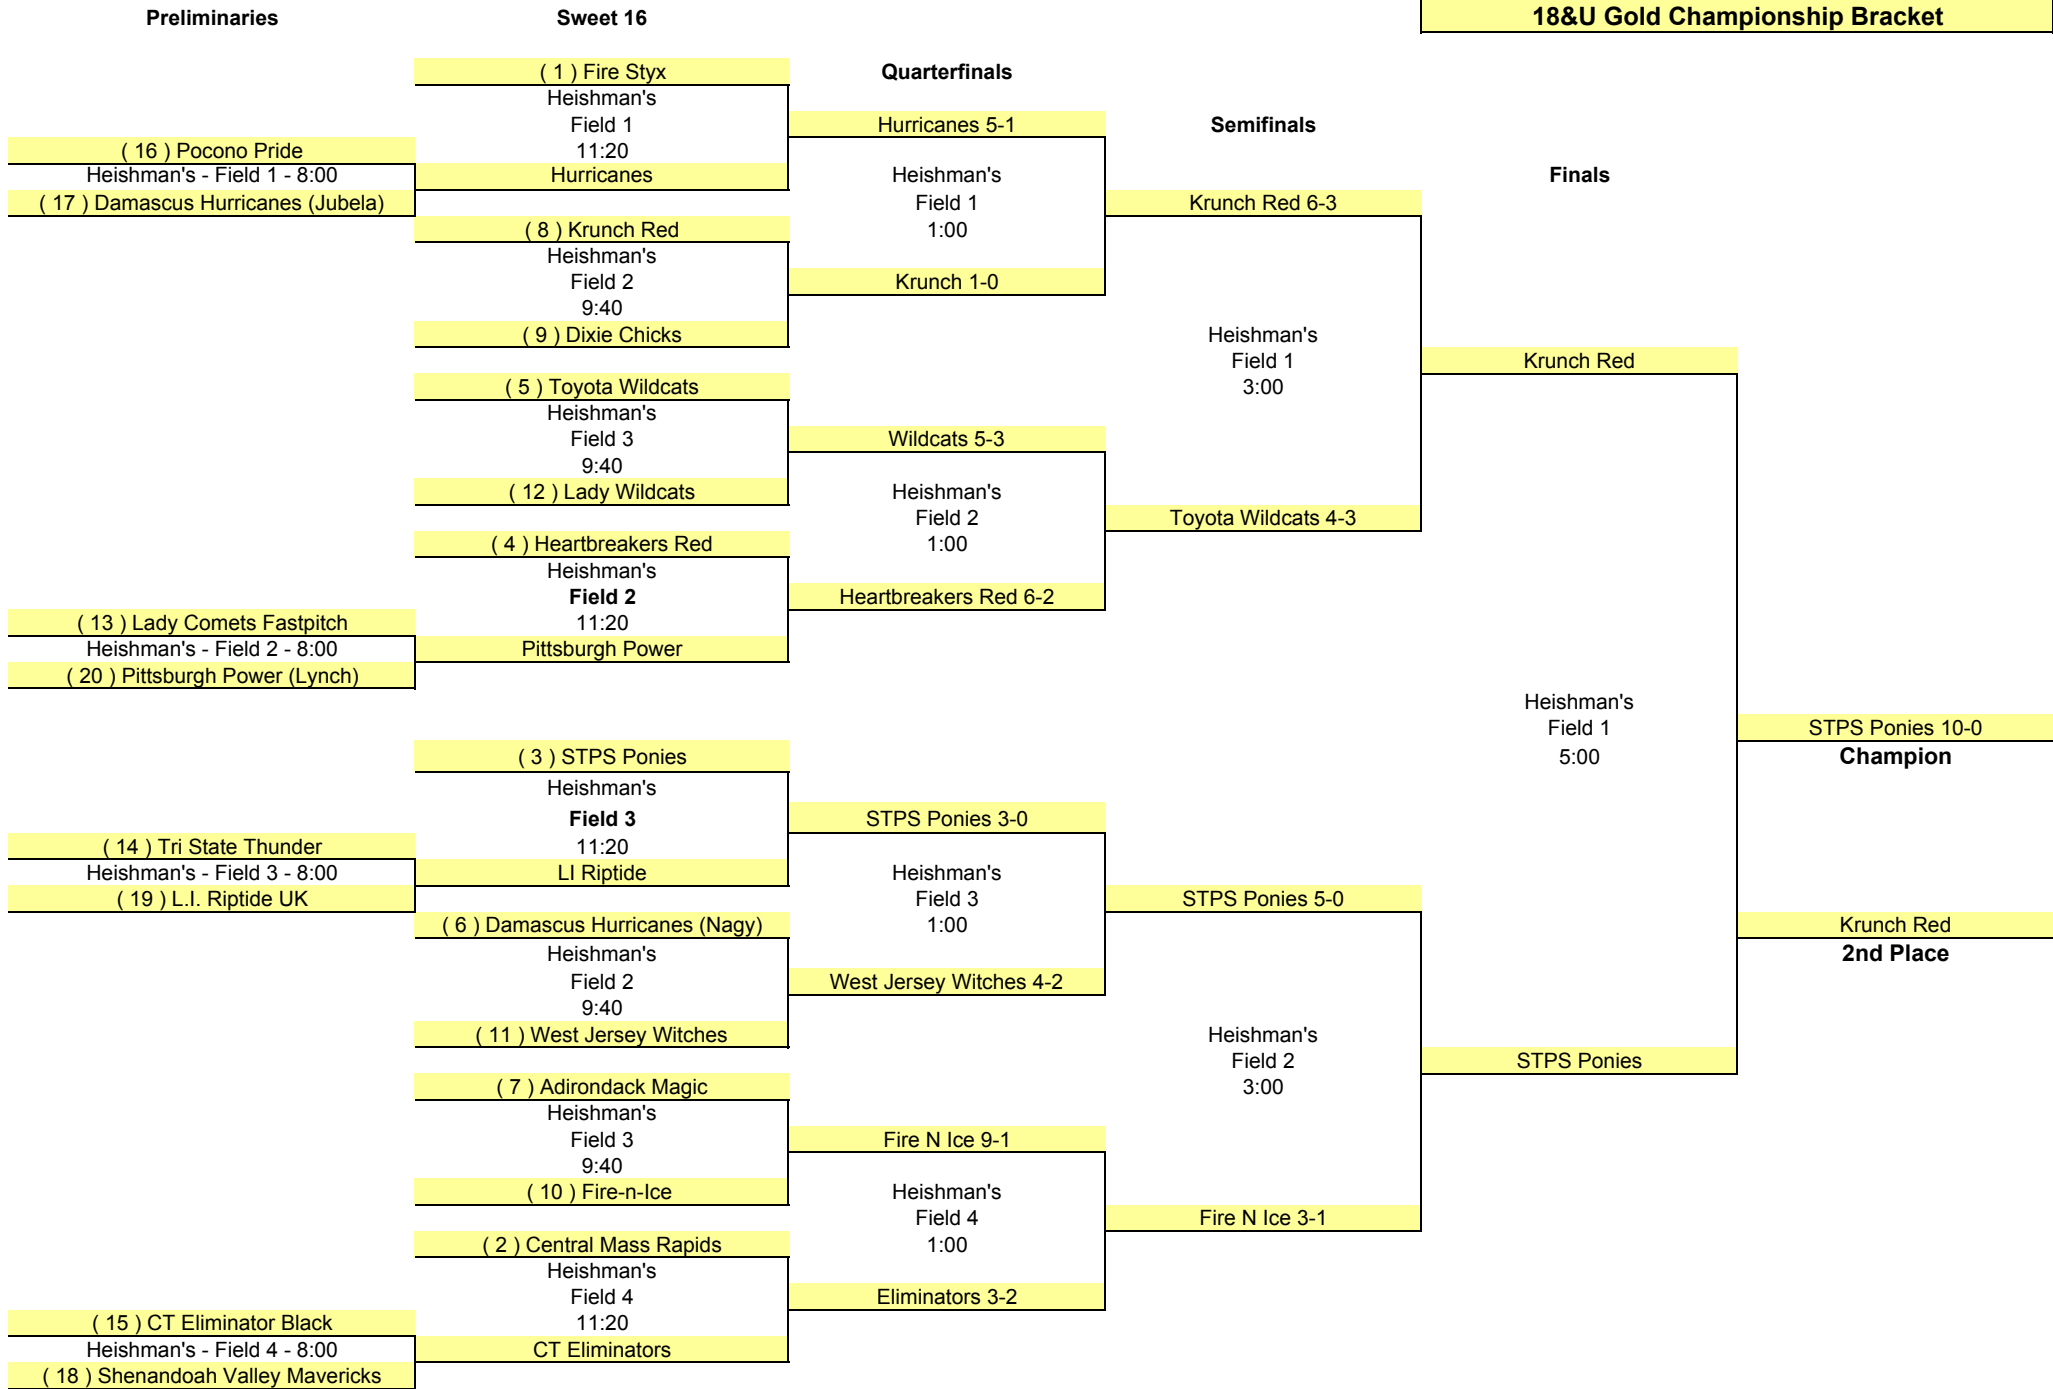 18&U Gold Championship Bracket
Preliminaries
Sweet 16
( 1 ) Fire Styx
Quarterfinals
Heishman's
Field 1
Hurricanes 5-1
Semifinals
( 16 ) Pocono Pride
11:20
Heishman's - Field 1 - 8:00
Hurricanes
Heishman's
Finals
( 17 ) Damascus Hurricanes (Jubela)
Field 1
Krunch Red 6-3
( 8 ) Krunch Red
1:00
Heishman's
Field 2
Krunch 1-0
9:40
( 9 ) Dixie Chicks
Heishman's
Field 1
Krunch Red
( 5 ) Toyota Wildcats
3:00
Heishman's
Field 3
Wildcats 5-3
9:40
( 12 ) Lady Wildcats
Heishman's
Field 2
Toyota Wildcats 4-3
( 4 ) Heartbreakers Red
1:00
Heishman's
Field 2
Heartbreakers Red 6-2
( 13 ) Lady Comets Fastpitch
11:20
Heishman's - Field 2 - 8:00
Pittsburgh Power
( 20 ) Pittsburgh Power (Lynch)
Heishman's
Field 1
STPS Ponies 10-0
( 3 ) STPS Ponies
5:00
Champion
Heishman's
Field 3
STPS Ponies 3-0
( 14 ) Tri State Thunder
11:20
Heishman's - Field 3 - 8:00
LI Riptide
Heishman's
( 19 ) L.I. Riptide UK
Field 3
STPS Ponies 5-0
( 6 ) Damascus Hurricanes (Nagy)
1:00
Krunch Red
Heishman's
2nd Place
Field 2
West Jersey Witches 4-2
9:40
( 11 ) West Jersey Witches
Heishman's
Field 2
STPS Ponies
( 7 ) Adirondack Magic
3:00
Heishman's
Field 3
Fire N Ice 9-1
9:40
( 10 ) Fire-n-Ice
Heishman's
Field 4
Fire N Ice 3-1
( 2 ) Central Mass Rapids
1:00
Heishman's
Field 4
Eliminators 3-2
( 15 ) CT Eliminator Black
11:20
Heishman's - Field 4 - 8:00
CT Eliminators
( 18 ) Shenandoah Valley Mavericks